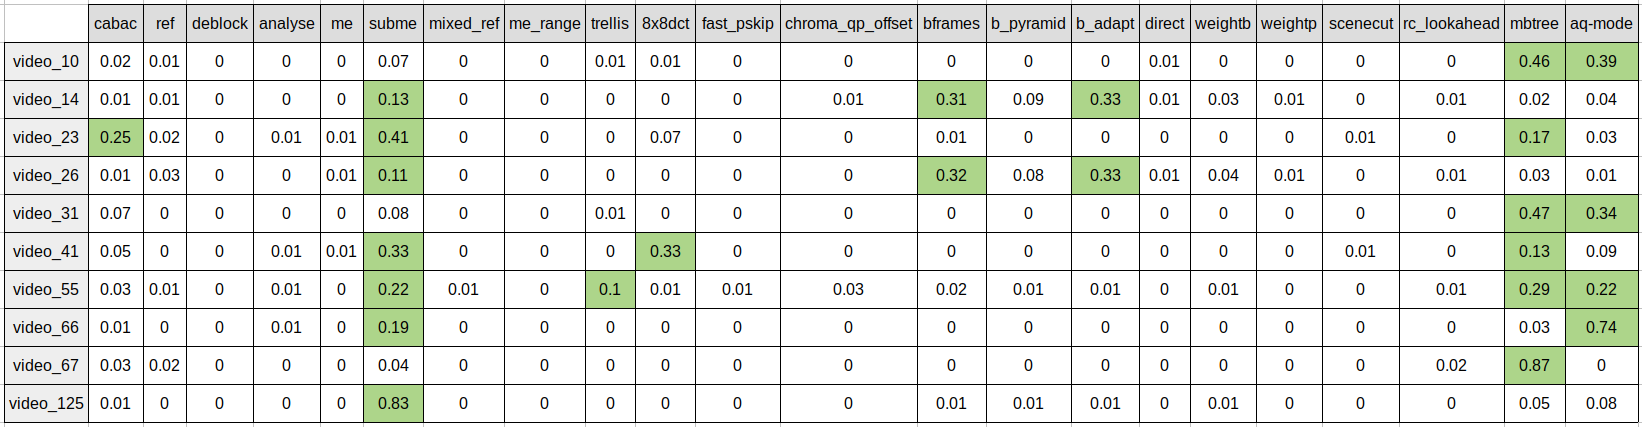 cabac ref deblock analyse me subme mixed_ref me_range trellis 8x8dct fast_pskip chroma_qp_offset bframes b_pyramid b_adapt direct weightb weightp scenecut rc_lookahead mbtree aq-mode
video_10 0.02 0.01 0 0 0 0.07 0 0 0.01 0.01 0 0 0 0 0 0.01 0 0 0 0 0.46 0.39
video_14 0.01 0.01 0 0 0 0.13 0 0 0 0 0 0.01 0.31 0.09 0.33 0.01 0.03 0.01 0 0.01 0.02 0.04
video_23 0.25 0.02 0 0.01 0.01 0.41 0 0 0 0.07 0 0 0.01 0 0 0 0 0 0.01 0 0.17 0.03
video_26 0.01 0.03 0 0 0.01 0.11 0 0 0 0 0 0 0.32 0.08 0.33 0.01 0.04 0.01 0 0.01 0.03 0.01
video_31 0.07 0 0 0 0 0.08 0 0 0.01 0 0 0 0 0 0 0 0 0 0 0 0.47 0.34
video_41 0.05 0 0 0.01 0.01 0.33 0 0 0 0.33 0 0 0 0 0 0 0 0 0.01 0 0.13 0.09
video_55 0.03 0.01 0 0.01 0 0.22 0.01 0 0.1 0.01 0.01 0.03 0.02 0.01 0.01 0 0.01 0 0 0.01 0.29 0.22
video_66 0.01 0 0 0.01 0 0.19 0 0 0 0 0 0 0 0 0 0 0 0 0 0 0.03 0.74
video_67 0.03 0.02 0 0 0 0.04 0 0 0 0 0 0 0 0 0 0 0 0 0 0.02 0.87 0
video_125 0.01 0 0 0 0 0.83 0 0 0 0 0 0 0.01 0.01 0.01 0 0.01 0 0 0 0.05 0.08